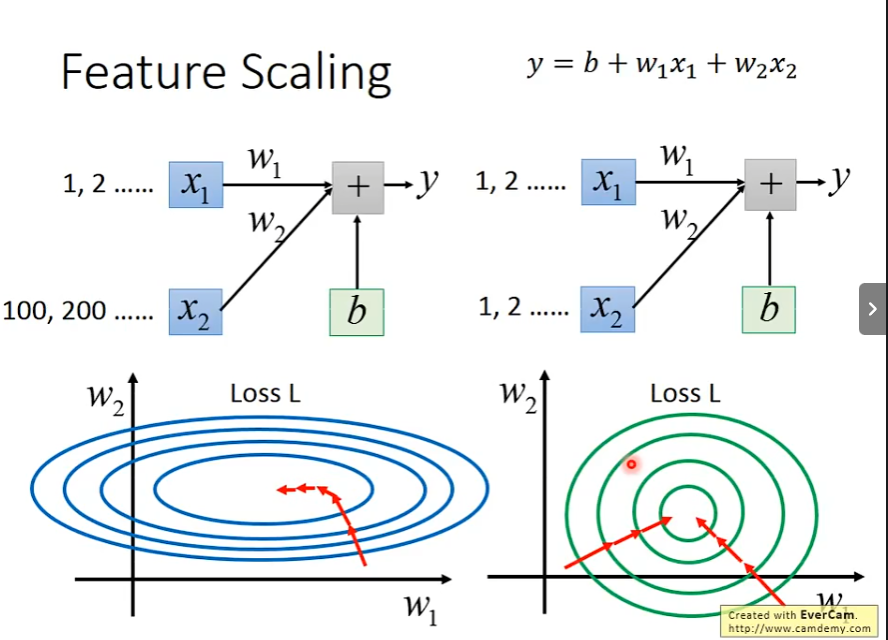 Feature Scaling
y = b + w₁x₁ + w₂x₂
1, 2 ......
x₁
w₁
+
y
w₂
100, 200 ......
x₂
b
1, 2 ......
x₁
w₁
+
y
w₂
1, 2 ......
x₂
b
w₂
Loss L
w₁
w₂
Loss L
w₁
Created with EverCam.
http://www.camdemy.com